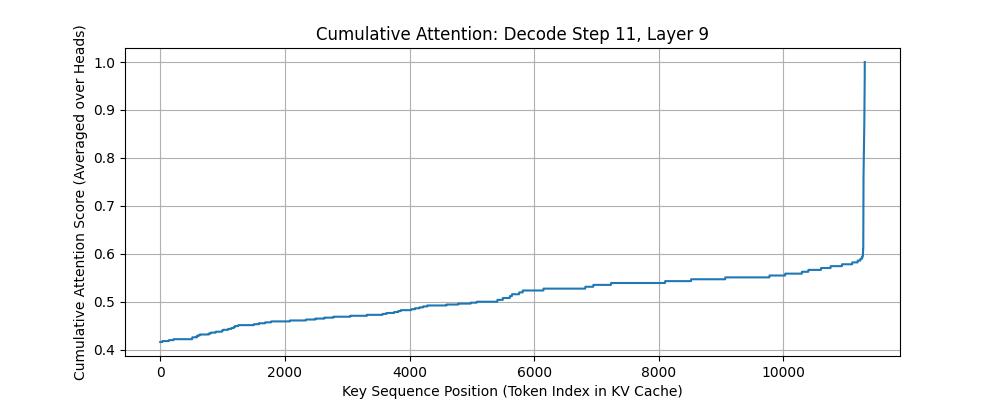 Cumulative Attention: Decode Step 11, Layer 9
Cumulative Attention Score (Averaged over Heads)
1.0
0.9
0.8
0.7
0.6
0.5
0.4
0 2000 4000 6000 8000 10000
Key Sequence Position (Token Index in KV Cache)